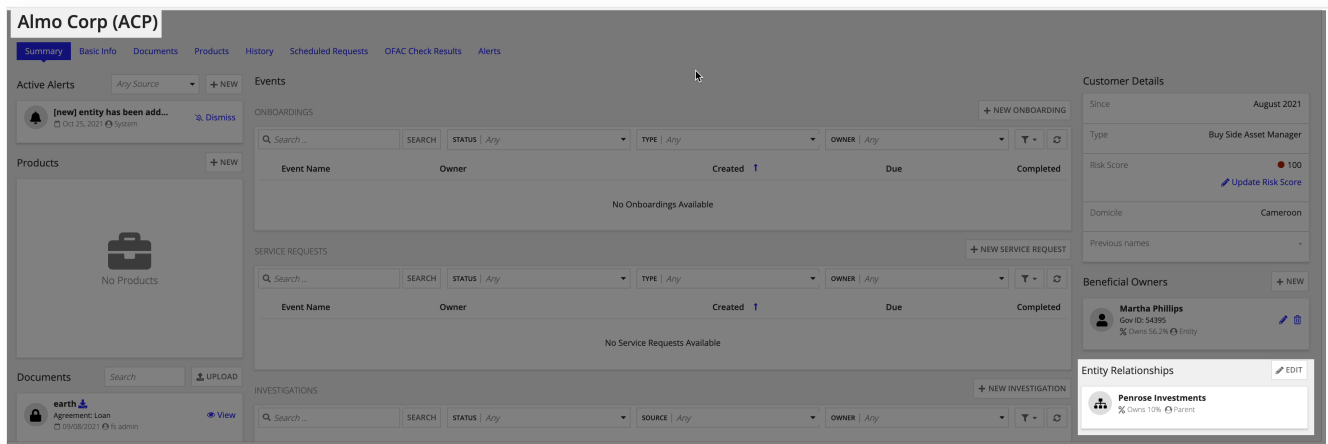 Almo Corp (ACP)
Summary Basic Info Documents Products History Scheduled Requests OFAC Check Results Alerts
Active Alerts Any Source + NEW
[new] entity has been add...
Oct 25, 2021 System
Dismiss
Products + NEW
No Products
Documents Search UPLOAD
earth
Agreement: Loan
09/08/2021 fs admin
View
Events
ONBOARDINGS + NEW ONBOARDING
Search ... SEARCH STATUS | Any TYPE | Any OWNER | Any
Event Name Owner Created ↑ Due Completed
No Onboardings Available
SERVICE REQUESTS + NEW SERVICE REQUEST
Search ... SEARCH STATUS | Any TYPE | Any OWNER | Any
Event Name Owner Created ↑ Due Completed
No Service Requests Available
INVESTIGATIONS + NEW INVESTIGATION
Search ... SEARCH STATUS | Any SOURCE | Any OWNER | Any
Customer Details
Since August 2021
Type Buy Side Asset Manager
Risk Score 100
Update Risk Score
Domicile Cameroon
Previous names -
Beneficial Owners + NEW
Martha Phillips
Gov ID: 54395
% Owns 56.2% Entity
Entity Relationships EDIT
Penrose Investments
% Owns 10% Parent